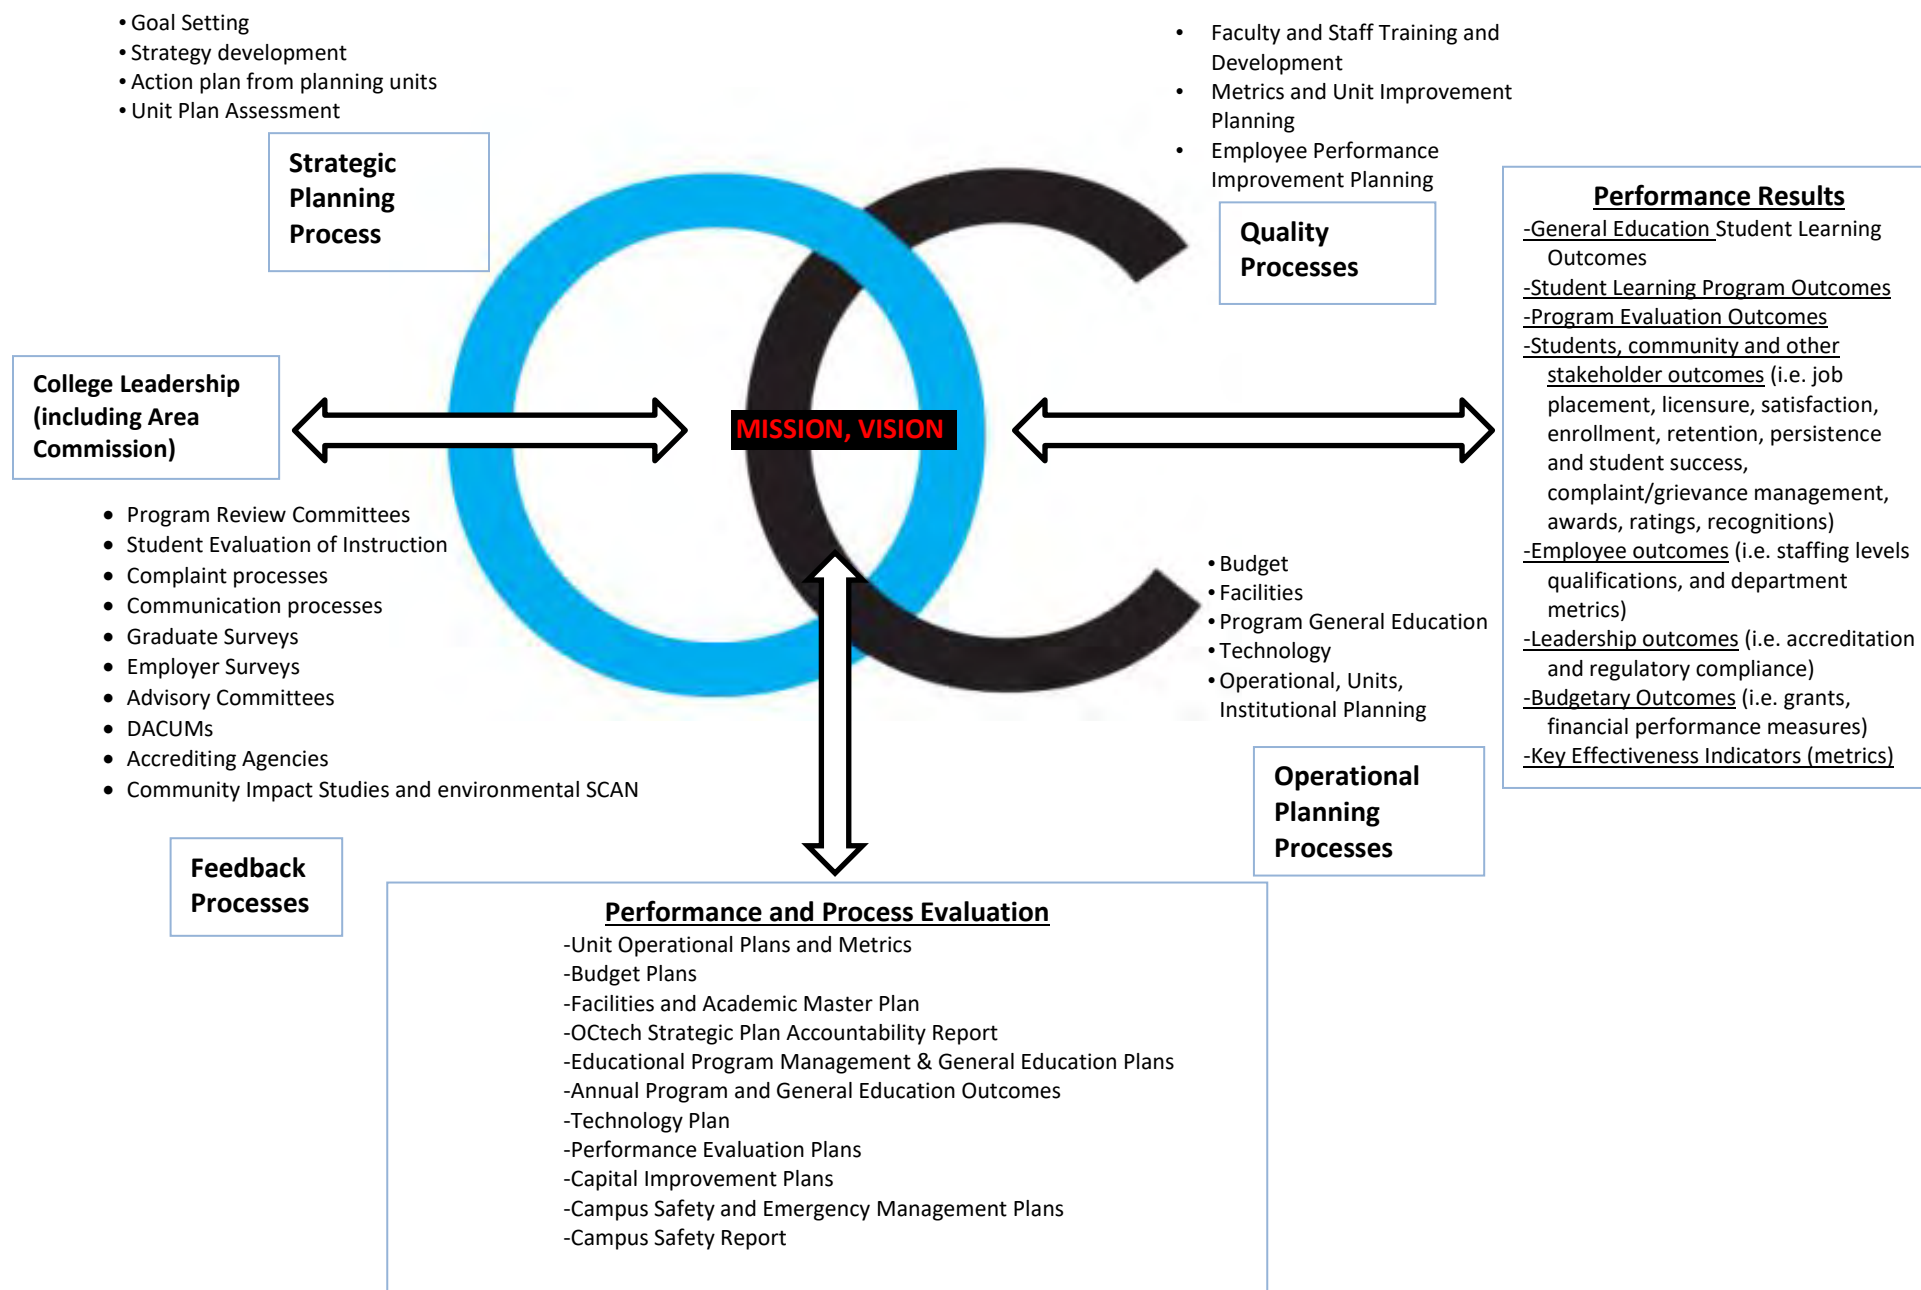 • Goal Setting
• Strategy development
• Action plan from planning units
• Unit Plan Assessment
Strategic
Planning
Process
• Faculty and Staff Training and
Development
• Metrics and Unit Improvement
Planning
• Employee Performance
Improvement Planning
Quality
Processes
Performance Results
-General Education Student Learning
Outcomes
-Student Learning Program Outcomes
-Program Evaluation Outcomes
-Students, community and other
stakeholder outcomes (i.e. job
placement, licensure, satisfaction,
enrollment, retention, persistence
and student success,
complaint/grievance management,
awards, ratings, recognitions)
-Employee outcomes (i.e. staffing levels
qualifications, and department
metrics)
-Leadership outcomes (i.e. accreditation
and regulatory compliance)
-Budgetary Outcomes (i.e. grants,
financial performance measures)
-Key Effectiveness Indicators (metrics)
College Leadership
(including Area
Commission)
MISSION, VISION
• Program Review Committees
• Student Evaluation of Instruction
• Complaint processes
• Communication processes
• Graduate Surveys
• Employer Surveys
• Advisory Committees
• DACUMs
• Accrediting Agencies
• Community Impact Studies and environmental SCAN
Feedback
Processes
• Budget
• Facilities
• Program General Education
• Technology
• Operational, Units,
Institutional Planning
Operational
Planning
Processes
Performance and Process Evaluation
-Unit Operational Plans and Metrics
-Budget Plans
-Facilities and Academic Master Plan
-OCtech Strategic Plan Accountability Report
-Educational Program Management & General Education Plans
-Annual Program and General Education Outcomes
-Technology Plan
-Performance Evaluation Plans
-Capital Improvement Plans
-Campus Safety and Emergency Management Plans
-Campus Safety Report